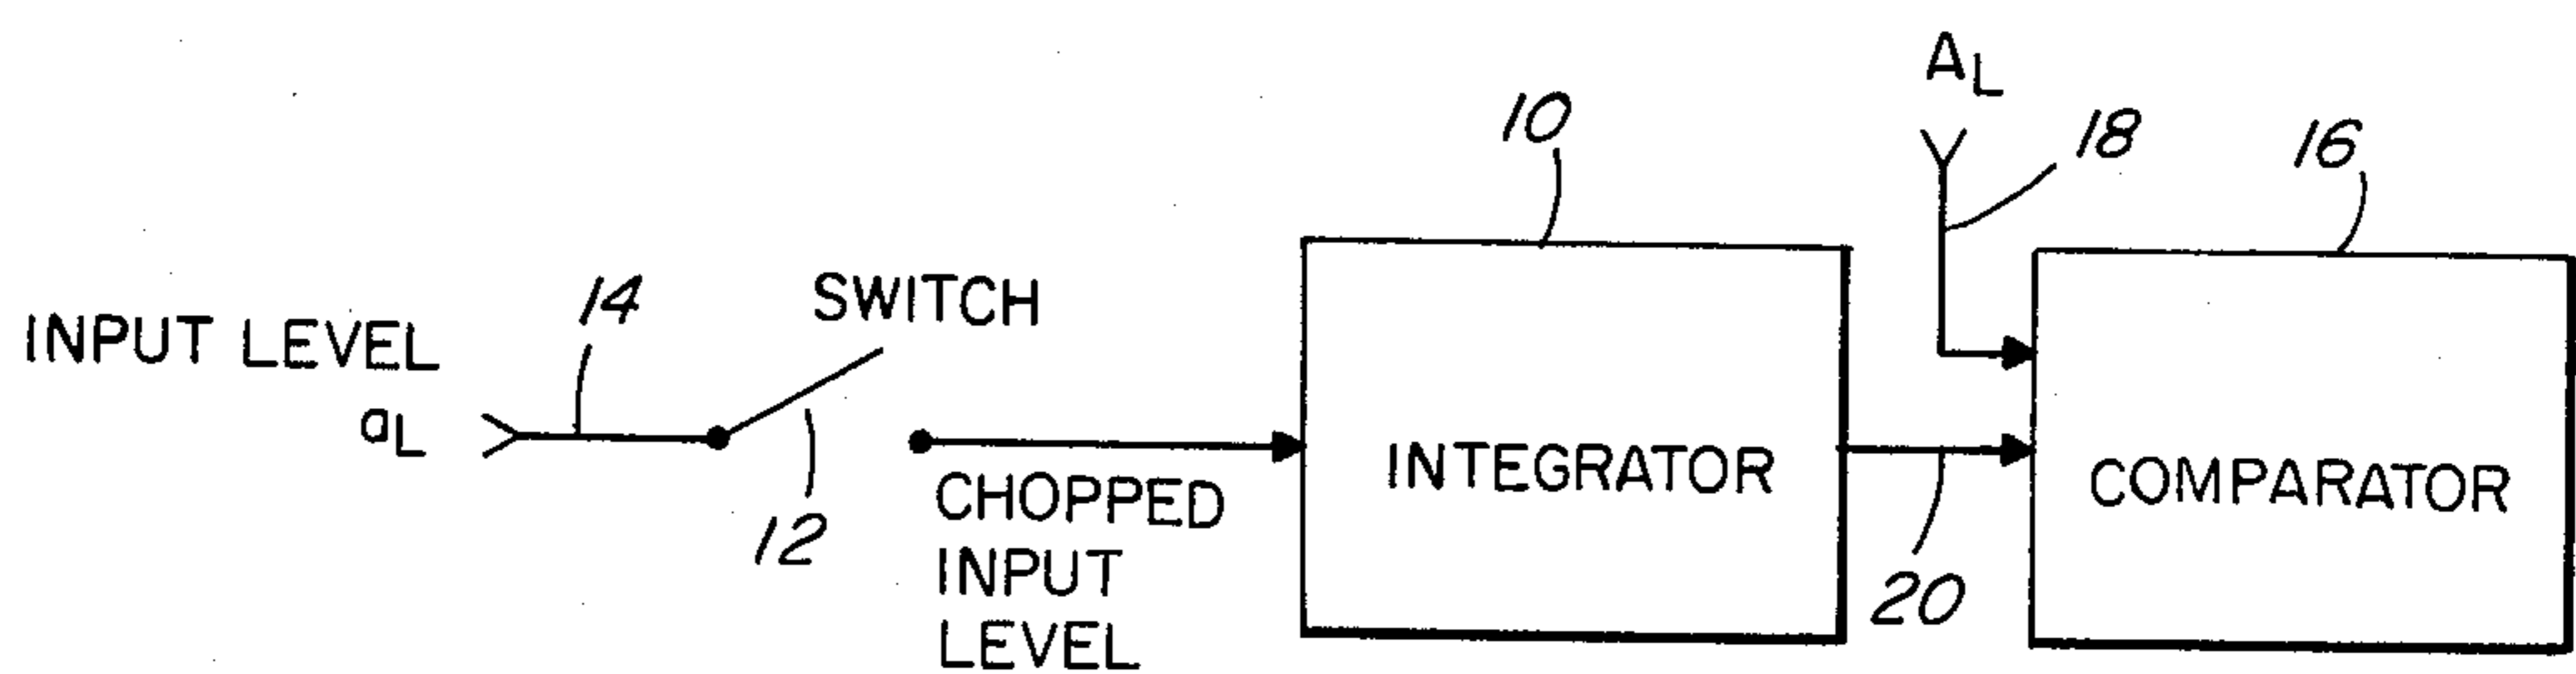 INPUT LEVEL
aL
14
SWITCH
12
CHOPPED
INPUT
LEVEL
10
INTEGRATOR
20
AL
18
16
COMPARATOR